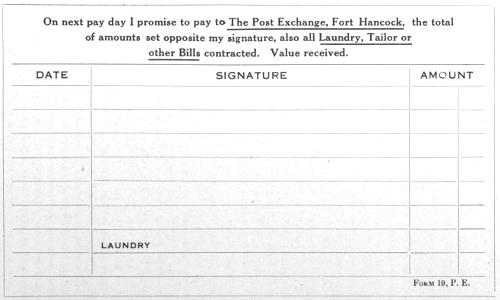 On next pay day I promise to pay to The Post Exchange, Fort Hancock, the total
of amounts set opposite my signature, also all Laundry, Tailor or
other Bills contracted. Value received.
DATE SIGNATURE AMOUNT
LAUNDRY
FORM 19, P. E.